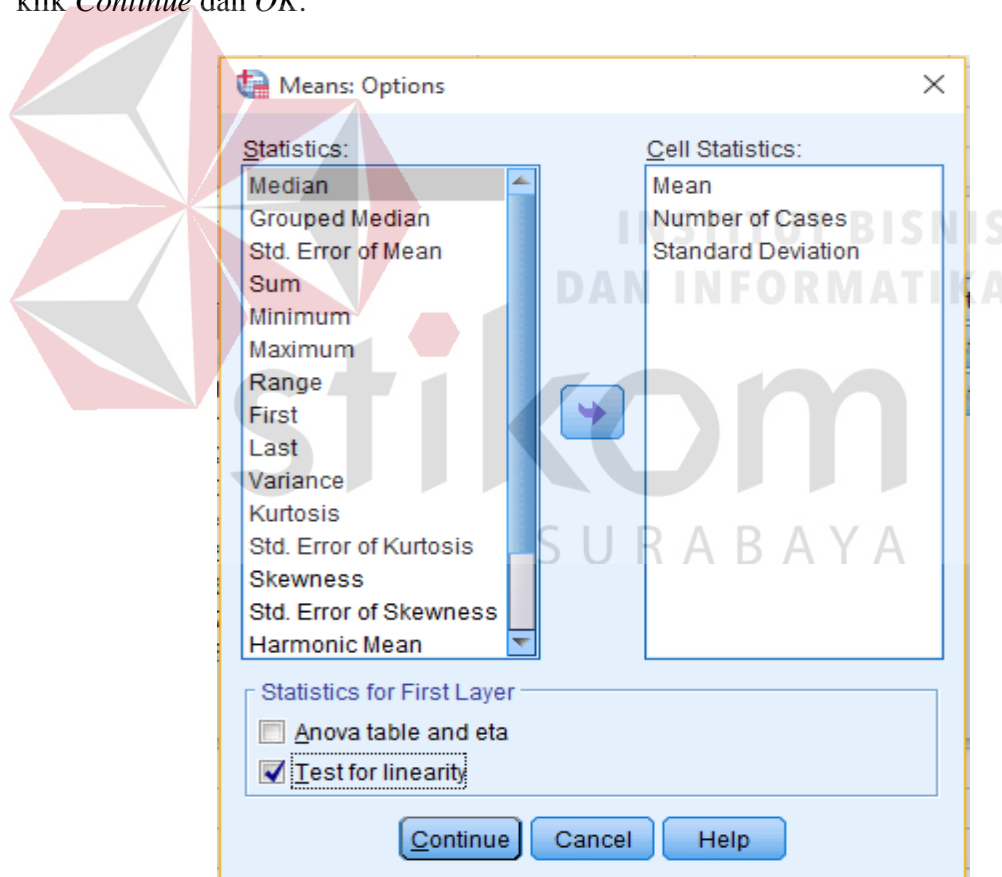 klik Continue dan OK.
Means: Options
Statistics:
Median
Grouped Median
Std. Error of Mean
Sum
Minimum
Maximum
Range
First
Last
Variance
Kurtosis
Std. Error of Kurtosis
Skewness
Std. Error of Skewness
Harmonic Mean
Cell Statistics:
Mean
Number of Cases
Standard Deviation
Statistics for First Layer
Anova table and eta
Test for linearity
Continue Cancel Help
INSTITUT BISNIS
DAN INFORMATIKA
stikom
SURABAYA